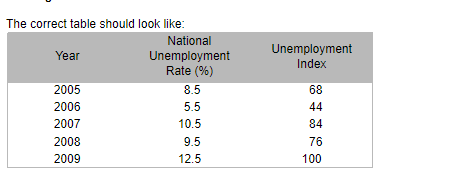 The correct table should look like:
Year National Unemployment Rate (%) Unemployment Index
2005 8.5 68
2006 5.5 44
2007 10.5 84
2008 9.5 76
2009 12.5 100